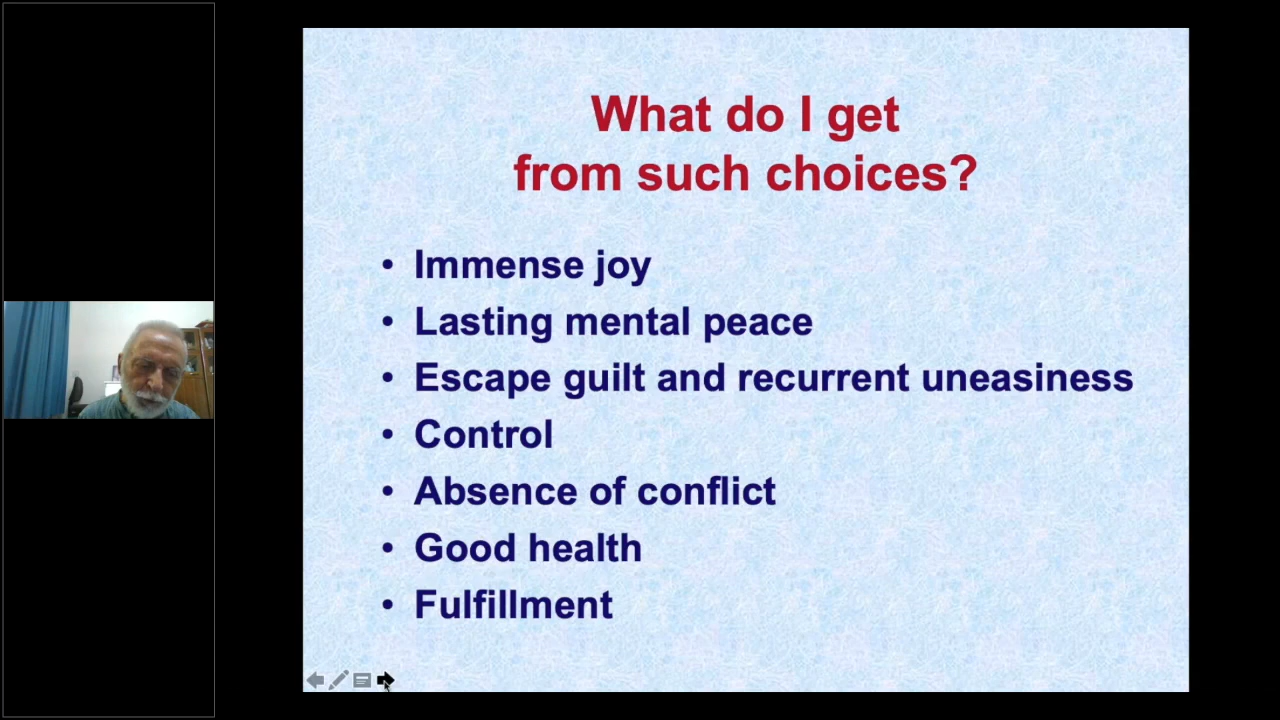 What do I get
from such choices?
• Immense joy
• Lasting mental peace
• Escape guilt and recurrent uneasiness
• Control
• Absence of conflict
• Good health
• Fulfillment